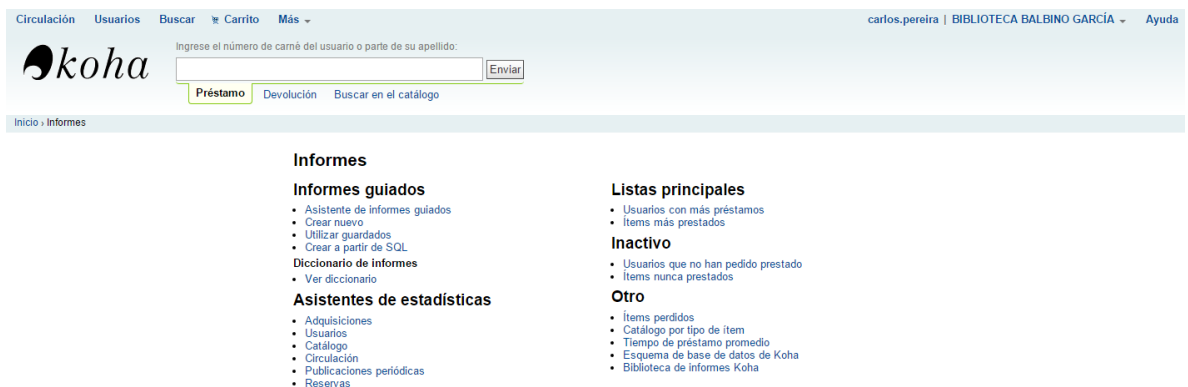 Circulación Usuarios Buscar Carrito Más carlos.pereira | BIBLIOTECA BALBINO GARCÍA Ayuda
koha
Ingrese el número de carnè del usuario o parte de su apellido:
Enviar
Préstamo Devolución Buscar en el catálogo
Inicio › Informes
Informes
Informes guiados
• Asistente de informes guiados
• Crear nuevo
• Utilizar guardados
• Crear a partir de SQL
Diccionario de informes
• Ver diccionario
Asistentes de estadísticas
• Adquisiciones
• Usuarios
• Catálogo
• Circulación
• Publicaciones periódicas
• Reservas
Listas principales
• Usuarios con más préstamos
• Ítems más prestados
Inactivo
• Usuarios que no han pedido prestado
• Ítems nunca prestados
Otro
• Ítems perdidos
• Catálogo por tipo de ítem
• Tiempo de préstamo promedio
• Esquema de base de datos de Koha
• Biblioteca de informes Koha